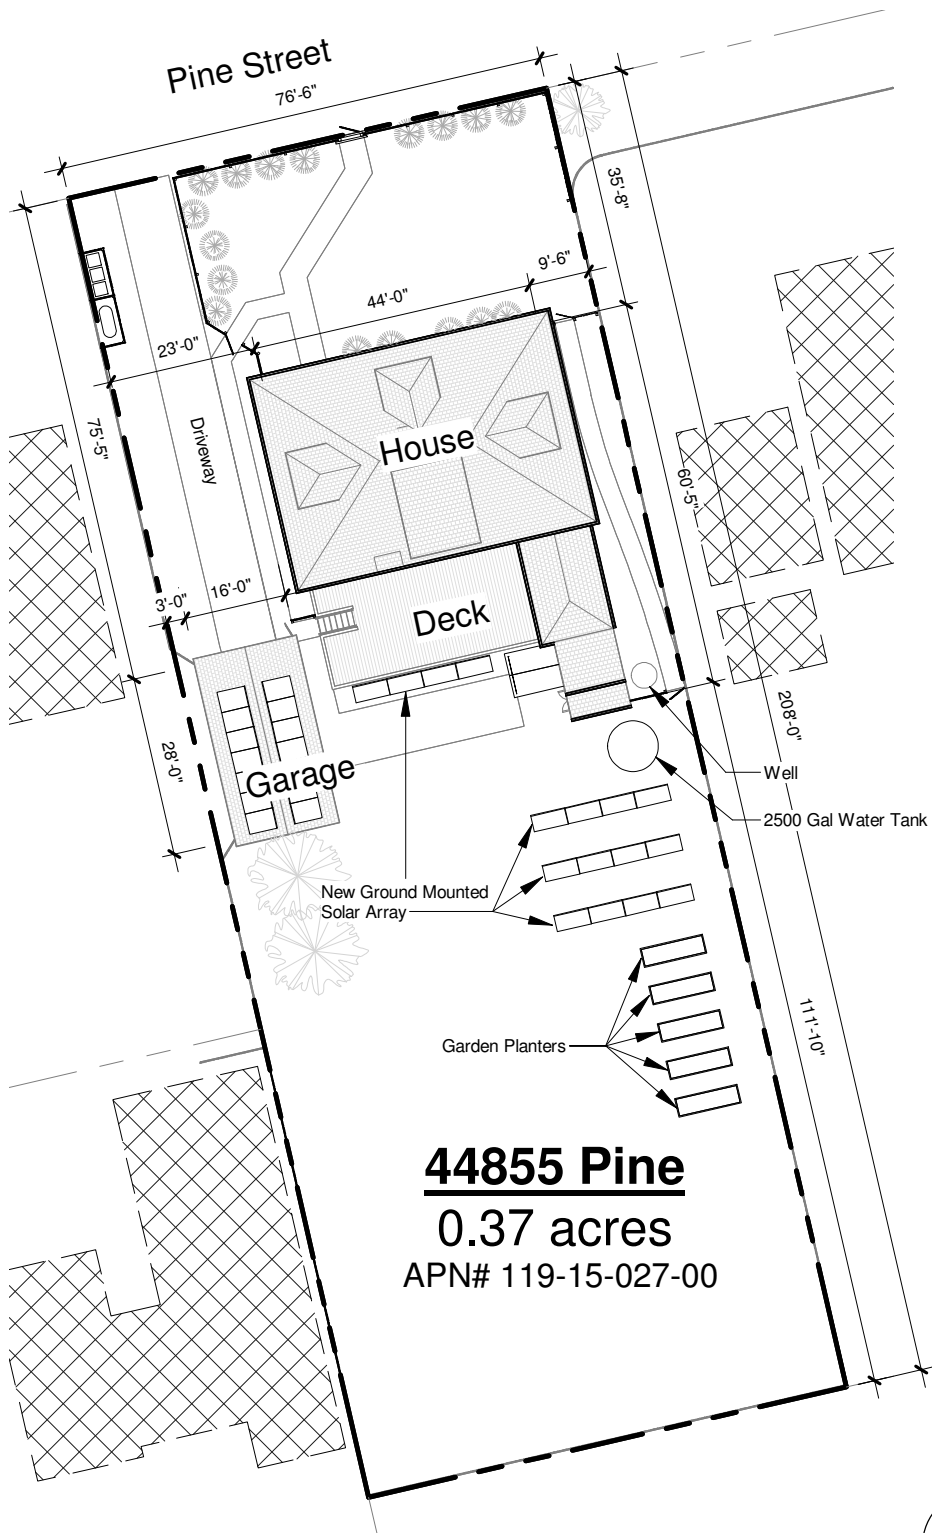 Pine Street
76'-6"
35'-8"
9'-6"
44'-0"
23'-0"
75'-5"
Driveway
House
60'-5"
3'-0"
16'-0"
Deck
208'-0"
28'-0"
Garage
Well
2500 Gal Water Tank
New Ground Mounted
Solar Array
111'-10"
Garden Planters
44855 Pine
0.37 acres
APN# 119-15-027-00